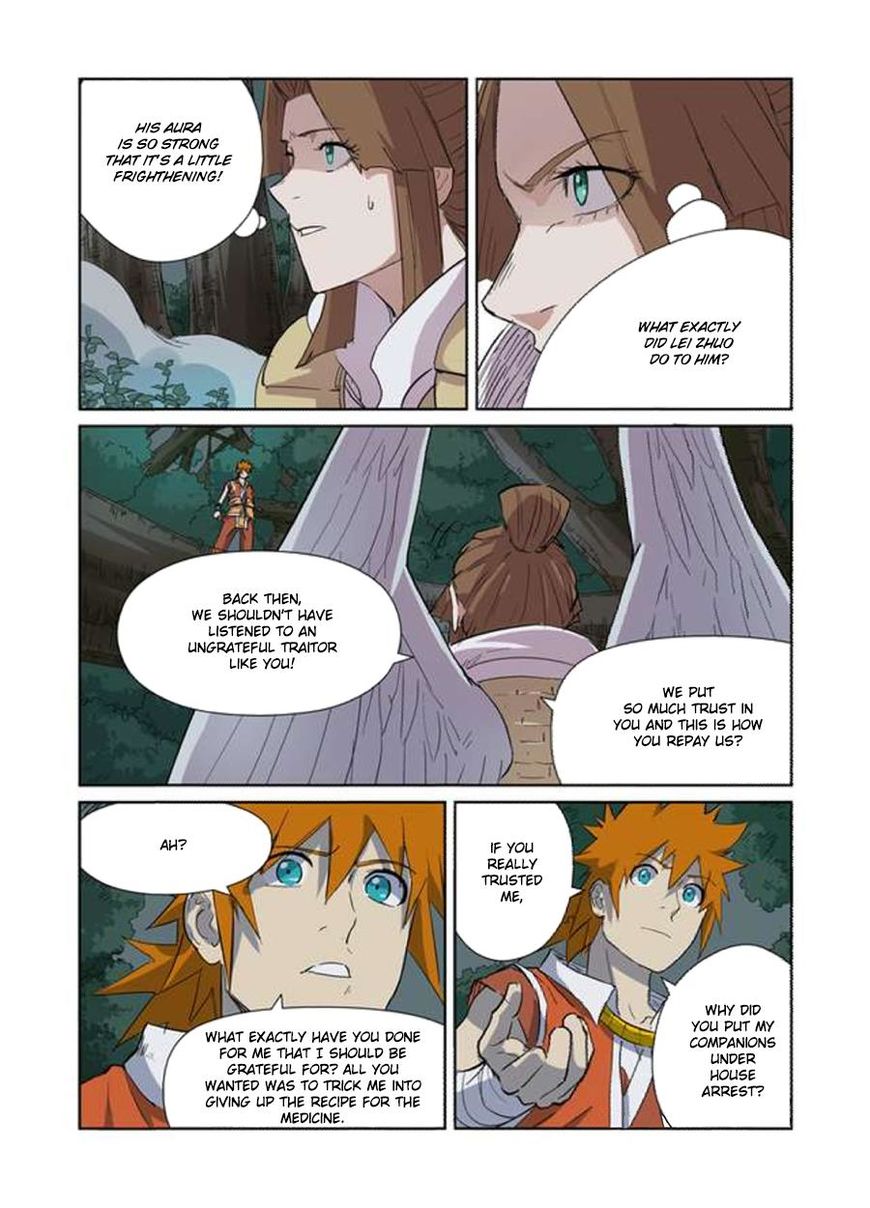 HIS AURA
IS SO STRONG
THAT IT'S A LITTLE
FRIGHTHENING!
WHAT EXACTLY
DID LEI ZHUO
DO TO HIM?
BACK THEN,
WE SHOULDN'T HAVE
LISTENED TO AN
UNGRATEFUL TRAITOR
LIKE YOU!
WE PUT
SO MUCH TRUST IN
YOU AND THIS IS HOW
YOU REPAY US?
AH?
WHAT EXACTLY HAVE YOU DONE
FOR ME THAT I SHOULD BE
GRATEFUL FOR? ALL YOU
WANTED WAS TO TRICK ME INTO
GIVING UP THE RECIPE FOR THE
MEDICINE.
IF YOU
REALLY
TRUSTED
ME,
WHY DID
YOU PUT MY
COMPANIONS
UNDER
HOUSE
ARREST?